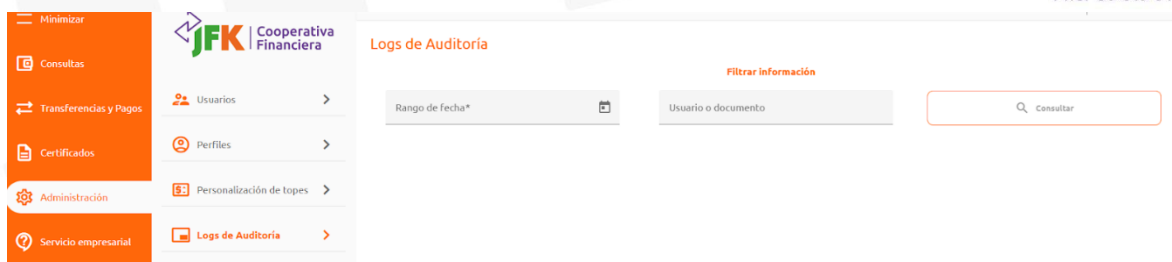 Minimizar
Consultas
Transferencias y Pagos
Certificados
Administración
Servicio empresarial
JFK Cooperativa
Financiera
Usuarios
Perfiles
Personalización de topes
Logs de Auditoría
Logs de Auditoría
Filtrar información
Rango de fecha*
Usuario o documento
Consultar